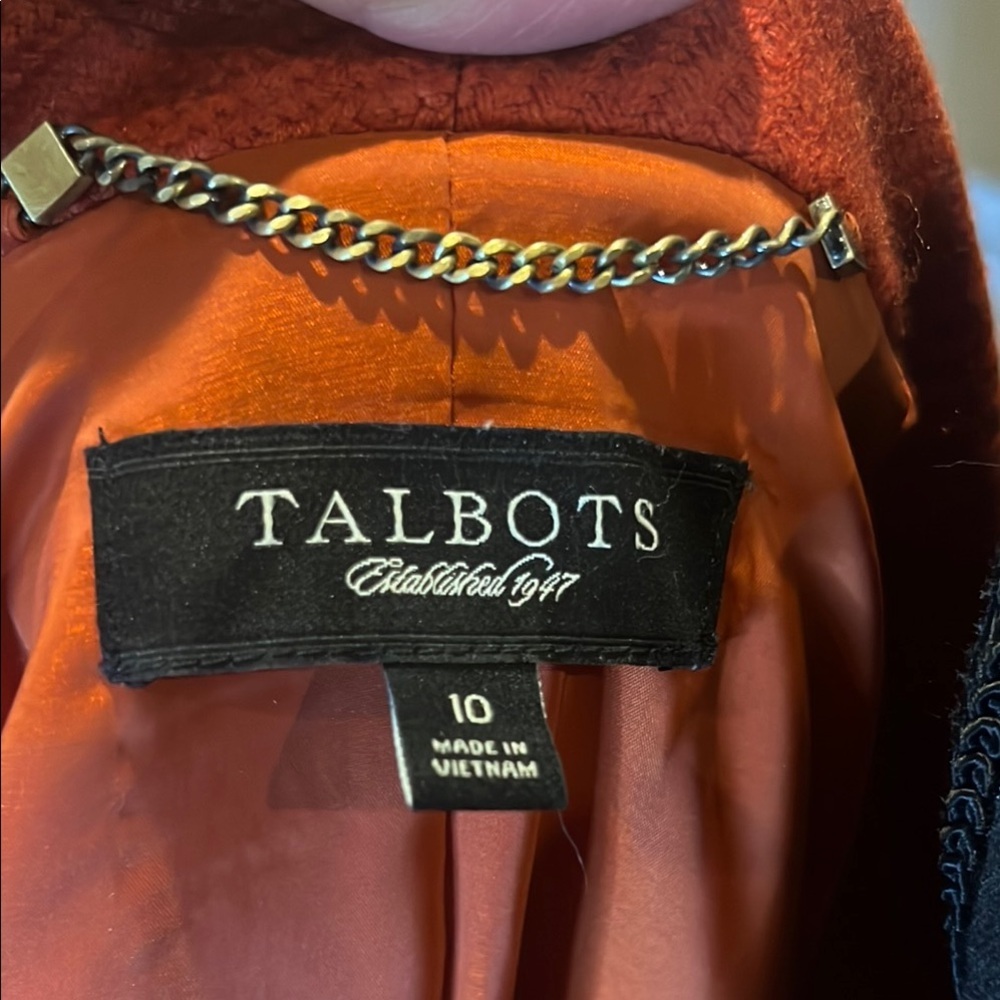 TALBOTS
Established 1947
10
MADE IN
VIETNAM